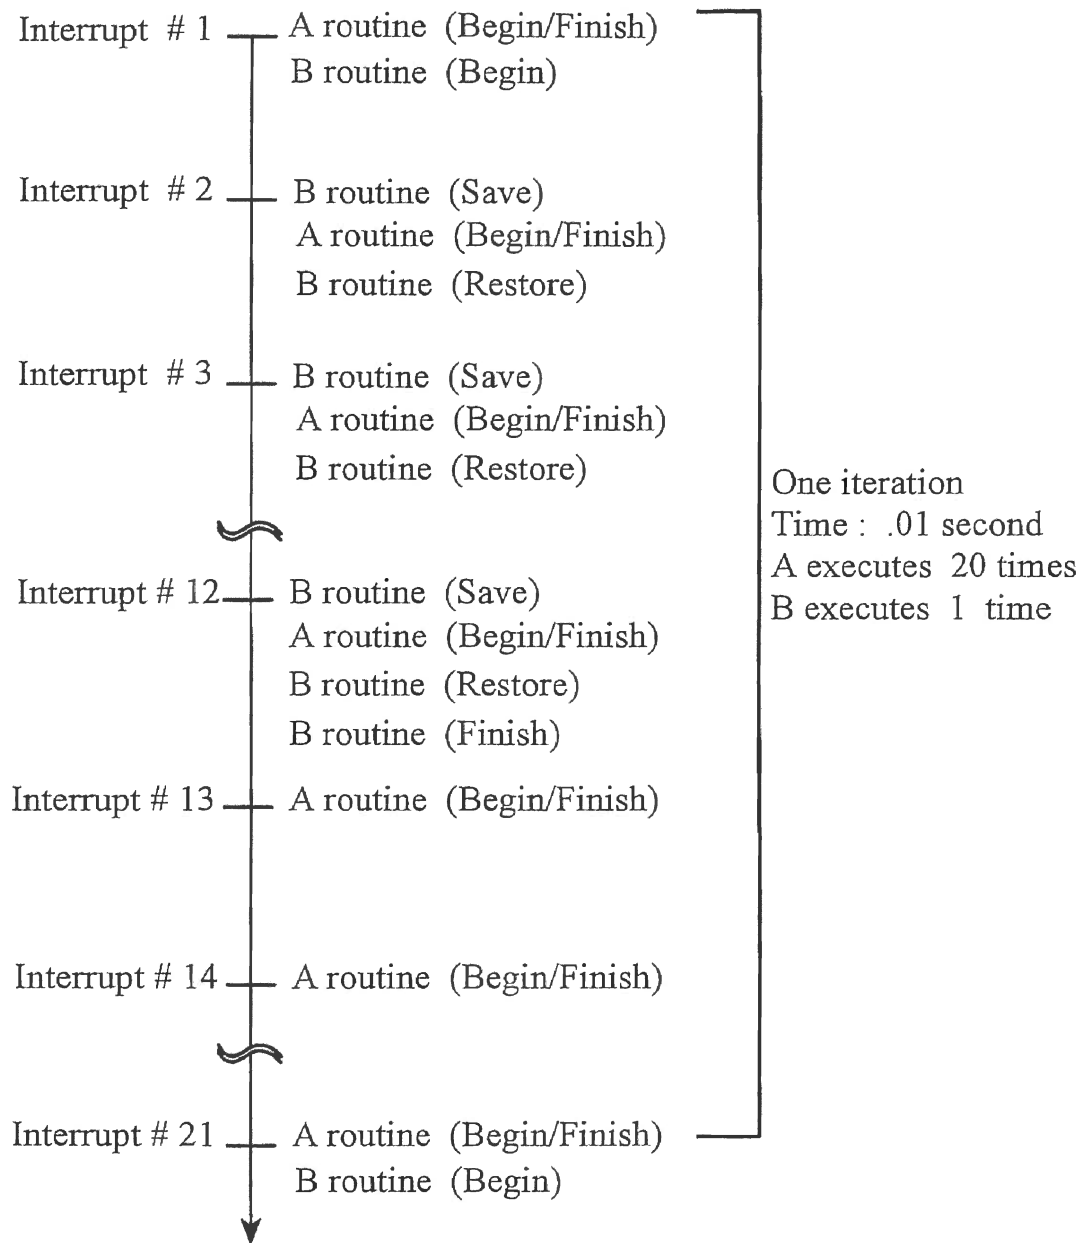 Interrupt # 1 A routine (Begin/Finish)
B routine (Begin)
Interrupt # 2 B routine (Save)
A routine (Begin/Finish)
B routine (Restore)
Interrupt # 3 B routine (Save)
A routine (Begin/Finish)
B routine (Restore)
One iteration
Time : .01 second
A executes 20 times
B executes 1 time
Interrupt # 12 B routine (Save)
A routine (Begin/Finish)
B routine (Restore)
B routine (Finish)
Interrupt # 13 A routine (Begin/Finish)
Interrupt # 14 A routine (Begin/Finish)
Interrupt # 21 A routine (Begin/Finish)
B routine (Begin)